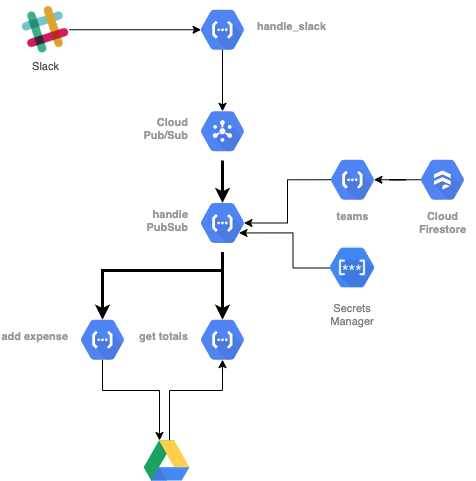 handle_slack
Slack
Cloud
Pub/Sub
handle
PubSub
teams
Cloud
Firestore
Secrets
Manager
add expense
get totals